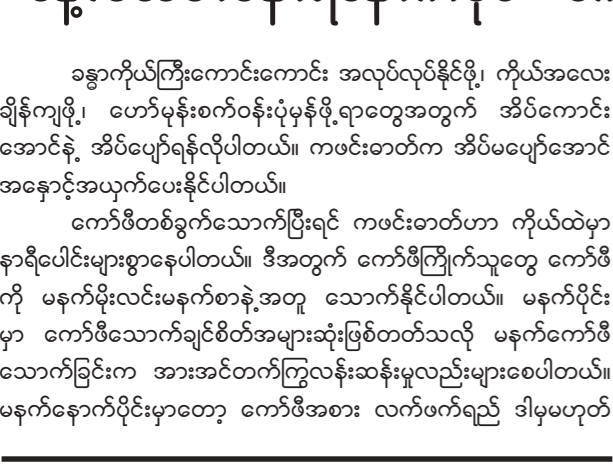 ခန္ဓာကိုယ်ကြီးကောင်းကောင်း အလုပ်လုပ်နိုင်ဖို့၊ ကိုယ်အလေး
ချိန်ကျဖို့၊ ဟော်မုန်းစက်ဝန်းပုံမှန်ဖို့ရာတွေအတွက် အိပ်ကောင်း
အောင်နဲ့ အိပ်ပျော်ရန်လိုပါတယ်။ ကဖင်းဓာတ်က အိပ်မပျော်အောင်
အနှောင့်အယှက်ပေးနိုင်ပါတယ်။
ကော်ဖီတစ်ခွက်သောက်ပြီးရင် ကဖင်းဓာတ်ဟာ ကိုယ်ထဲမှာ
နာရီပေါင်းများစွာနေပါတယ်။ ဒီအတွက် ကော်ဖီကြိုက်သူတွေ ကော်ဖီ
ကို မနက်မိုးလင်းမနက်စာနဲ့အတူ သောက်နိုင်ပါတယ်။ မနက်ပိုင်း
မှာ ကော်ဖီသောက်ချင်စိတ်အများဆုံးဖြစ်တတ်သလို မနက်ကော်ဖီ
သောက်ခြင်းက အားအင်တက်ကြွလန်းဆန်းမှုလည်းများစေပါတယ်။
မနက်နောက်ပိုင်းမှာတော့ ကော်ဖီအစား လက်ဖက်ရည် ဒါမှမဟုတ်